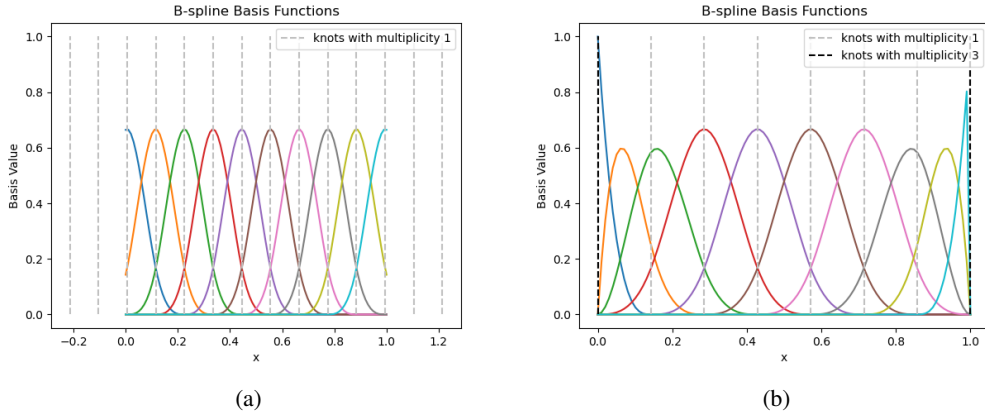 B-spline Basis Functions
knots with multiplicity 1
Basis Value
1.0
0.8
0.6
0.4
0.2
0.0
−0.2 0.0 0.2 0.4 0.6 0.8 1.0 1.2
x
(a)
B-spline Basis Functions
knots with multiplicity 1
knots with multiplicity 3
Basis Value
1.0
0.8
0.6
0.4
0.2
0.0
0.0 0.2 0.4 0.6 0.8 1.0
x
(b)